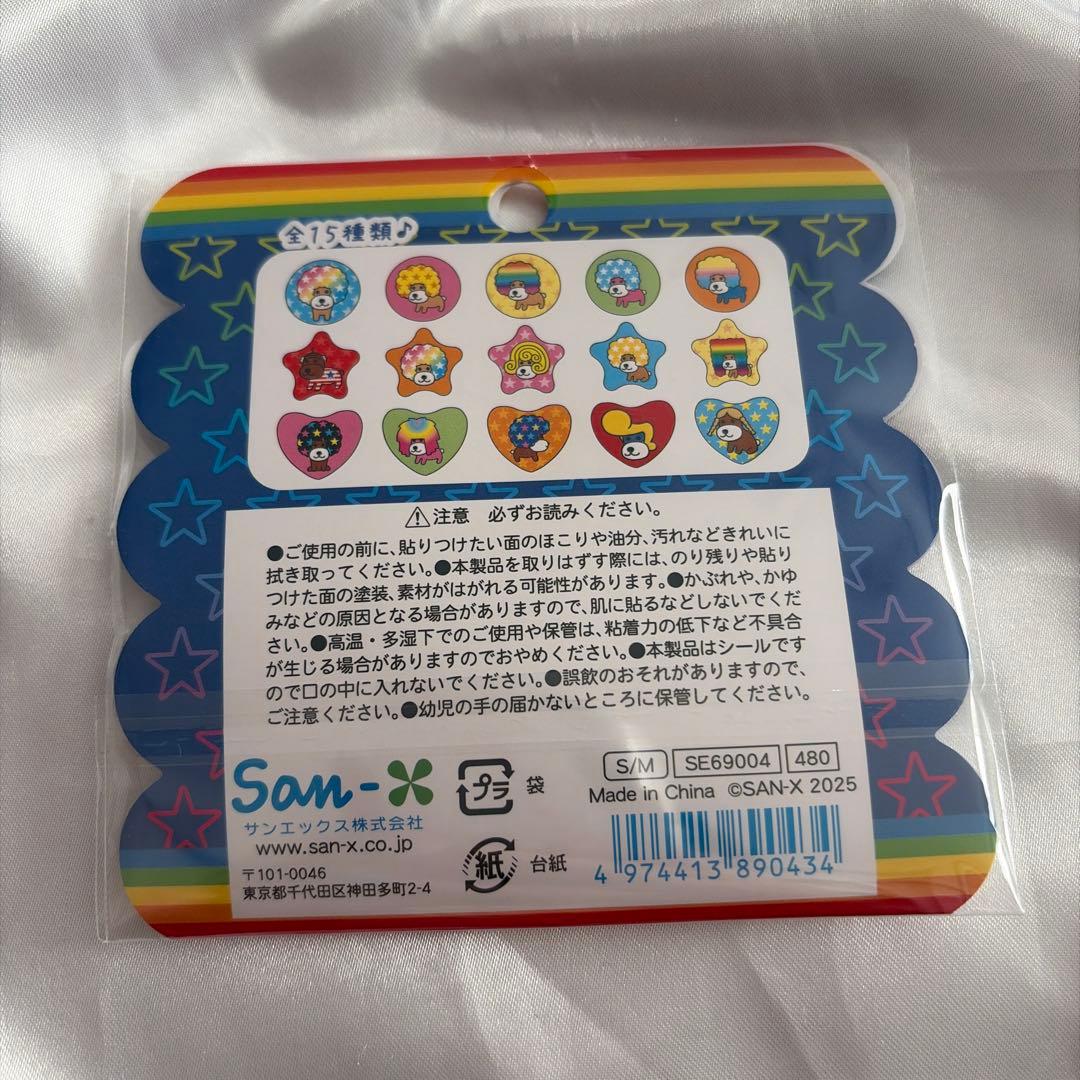 全15種類♪
⚠注意　必ずお読みください。
●ご使用の前に、貼りつけたい面のほこりや油分、汚れなどきれいに
拭き取ってください。●本製品を取りはずす際には、のり残りや貼り
つけた面の塗装、素材がはがれる可能性があります。●かぶれや、かゆ
みなどの原因となる場合がありますので、肌に貼るなどしないでくだ
さい。●高温・多湿下でのご使用や保管は、粘着力の低下など不具合
が生じる場合がありますのでおやめください。●本製品はシールです
ので口の中に入れないでください。●誤飲のおそれがありますので、
ご注意ください。●幼児の手の届かないところに保管してください。
San-X
サンエックス株式会社
www.san-x.co.jp
〒101-0046
東京都千代田区神田多町2-4
プラ 袋
紙 台紙
S/M SE69004 480
Made in China ©SAN-X 2025
4 974413 890434